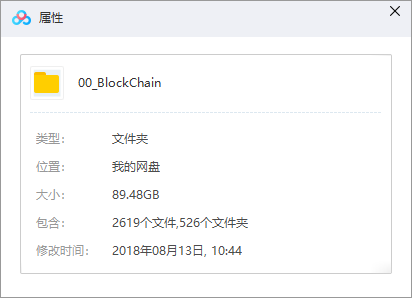 属性
00_BlockChain
类型： 文件夹
位置： 我的网盘
大小： 89.48GB
包含： 2619个文件,526个文件夹
修改时间： 2018年08月13日, 10:44